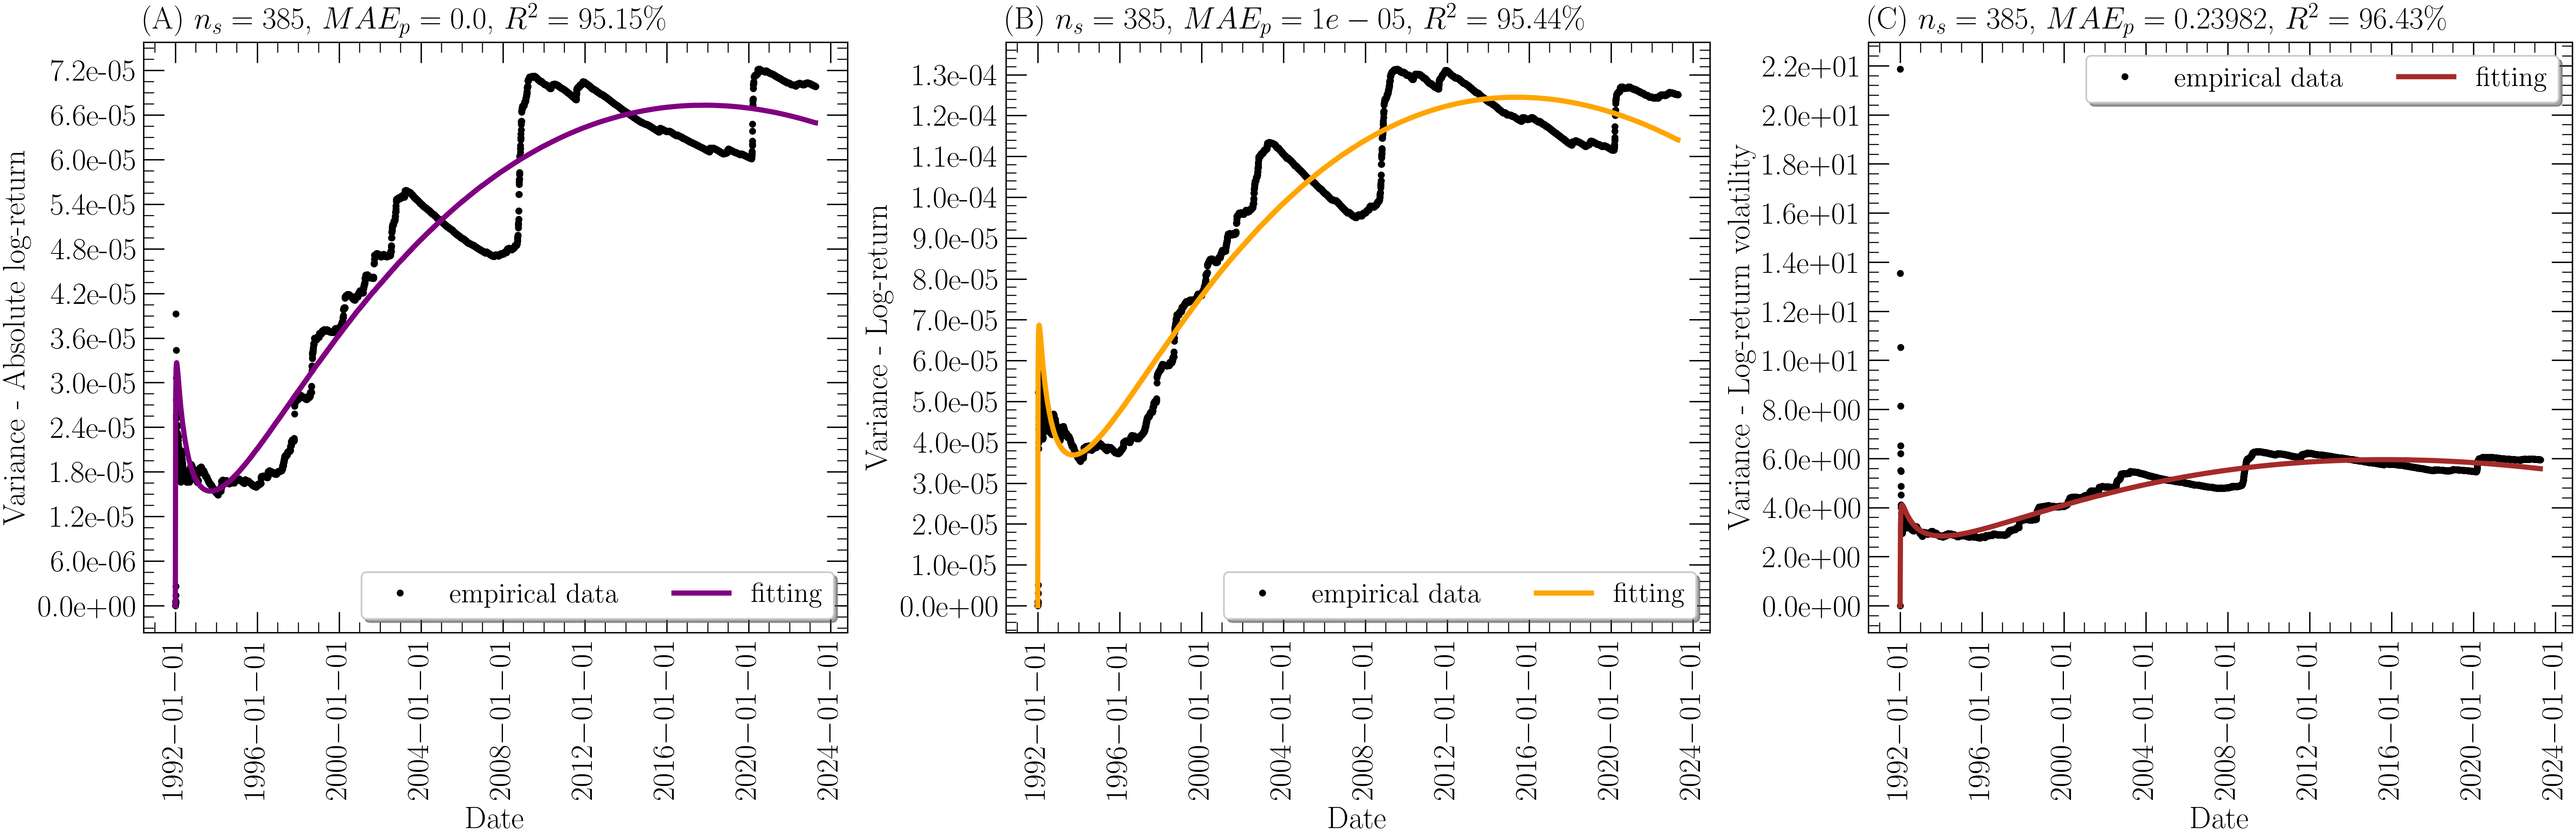 (A) n_s = 385, MAE_p = 0.0, R^2 = 95.15%
Variance - Absolute log-return
7.2e-05
6.6e-05
6.0e-05
5.4e-05
4.8e-05
4.2e-05
3.6e-05
3.0e-05
2.4e-05
1.8e-05
1.2e-05
6.0e-06
0.0e+00
empirical data
fitting
1992−01−01
1996−01−01
2000−01−01
2004−01−01
2008−01−01
2012−01−01
2016−01−01
2020−01−01
2024−01−01
Date
(B) n_s = 385, MAE_p = 1e − 05, R^2 = 95.44%
Variance - Log-return
1.3e-04
1.2e-04
1.1e-04
1.0e-04
9.0e-05
8.0e-05
7.0e-05
6.0e-05
5.0e-05
4.0e-05
3.0e-05
2.0e-05
1.0e-05
0.0e+00
empirical data
fitting
1992−01−01
1996−01−01
2000−01−01
2004−01−01
2008−01−01
2012−01−01
2016−01−01
2020−01−01
2024−01−01
Date
(C) n_s = 385, MAE_p = 0.23982, R^2 = 96.43%
Variance - Log-return volatility
2.2e+01
2.0e+01
1.8e+01
1.6e+01
1.4e+01
1.2e+01
1.0e+01
8.0e+00
6.0e+00
4.0e+00
2.0e+00
0.0e+00
empirical data
fitting
1992−01−01
1996−01−01
2000−01−01
2004−01−01
2008−01−01
2012−01−01
2016−01−01
2020−01−01
2024−01−01
Date